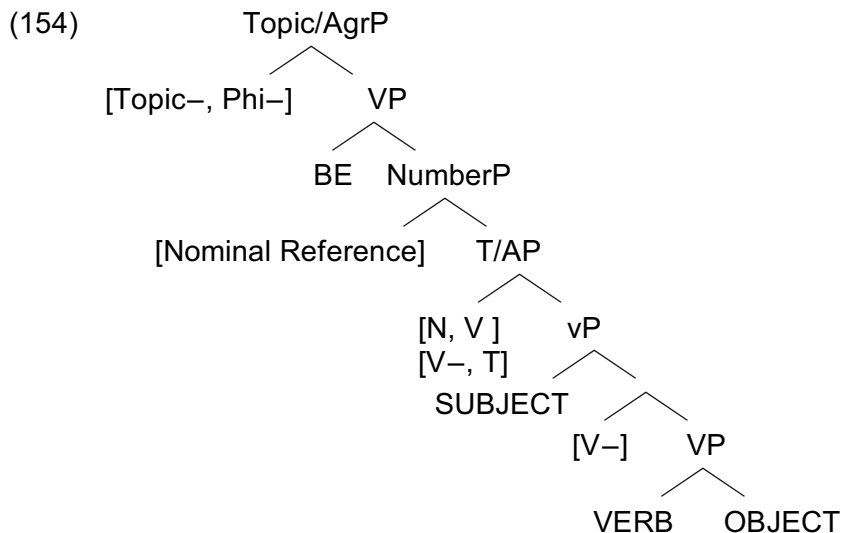 (154) Topic/AgrP
[Topic–, Phi–] VP
BE NumberP
[Nominal Reference] T/AP
[N, V ] vP
[V–, T]
SUBJECT
[V–] VP
VERB OBJECT